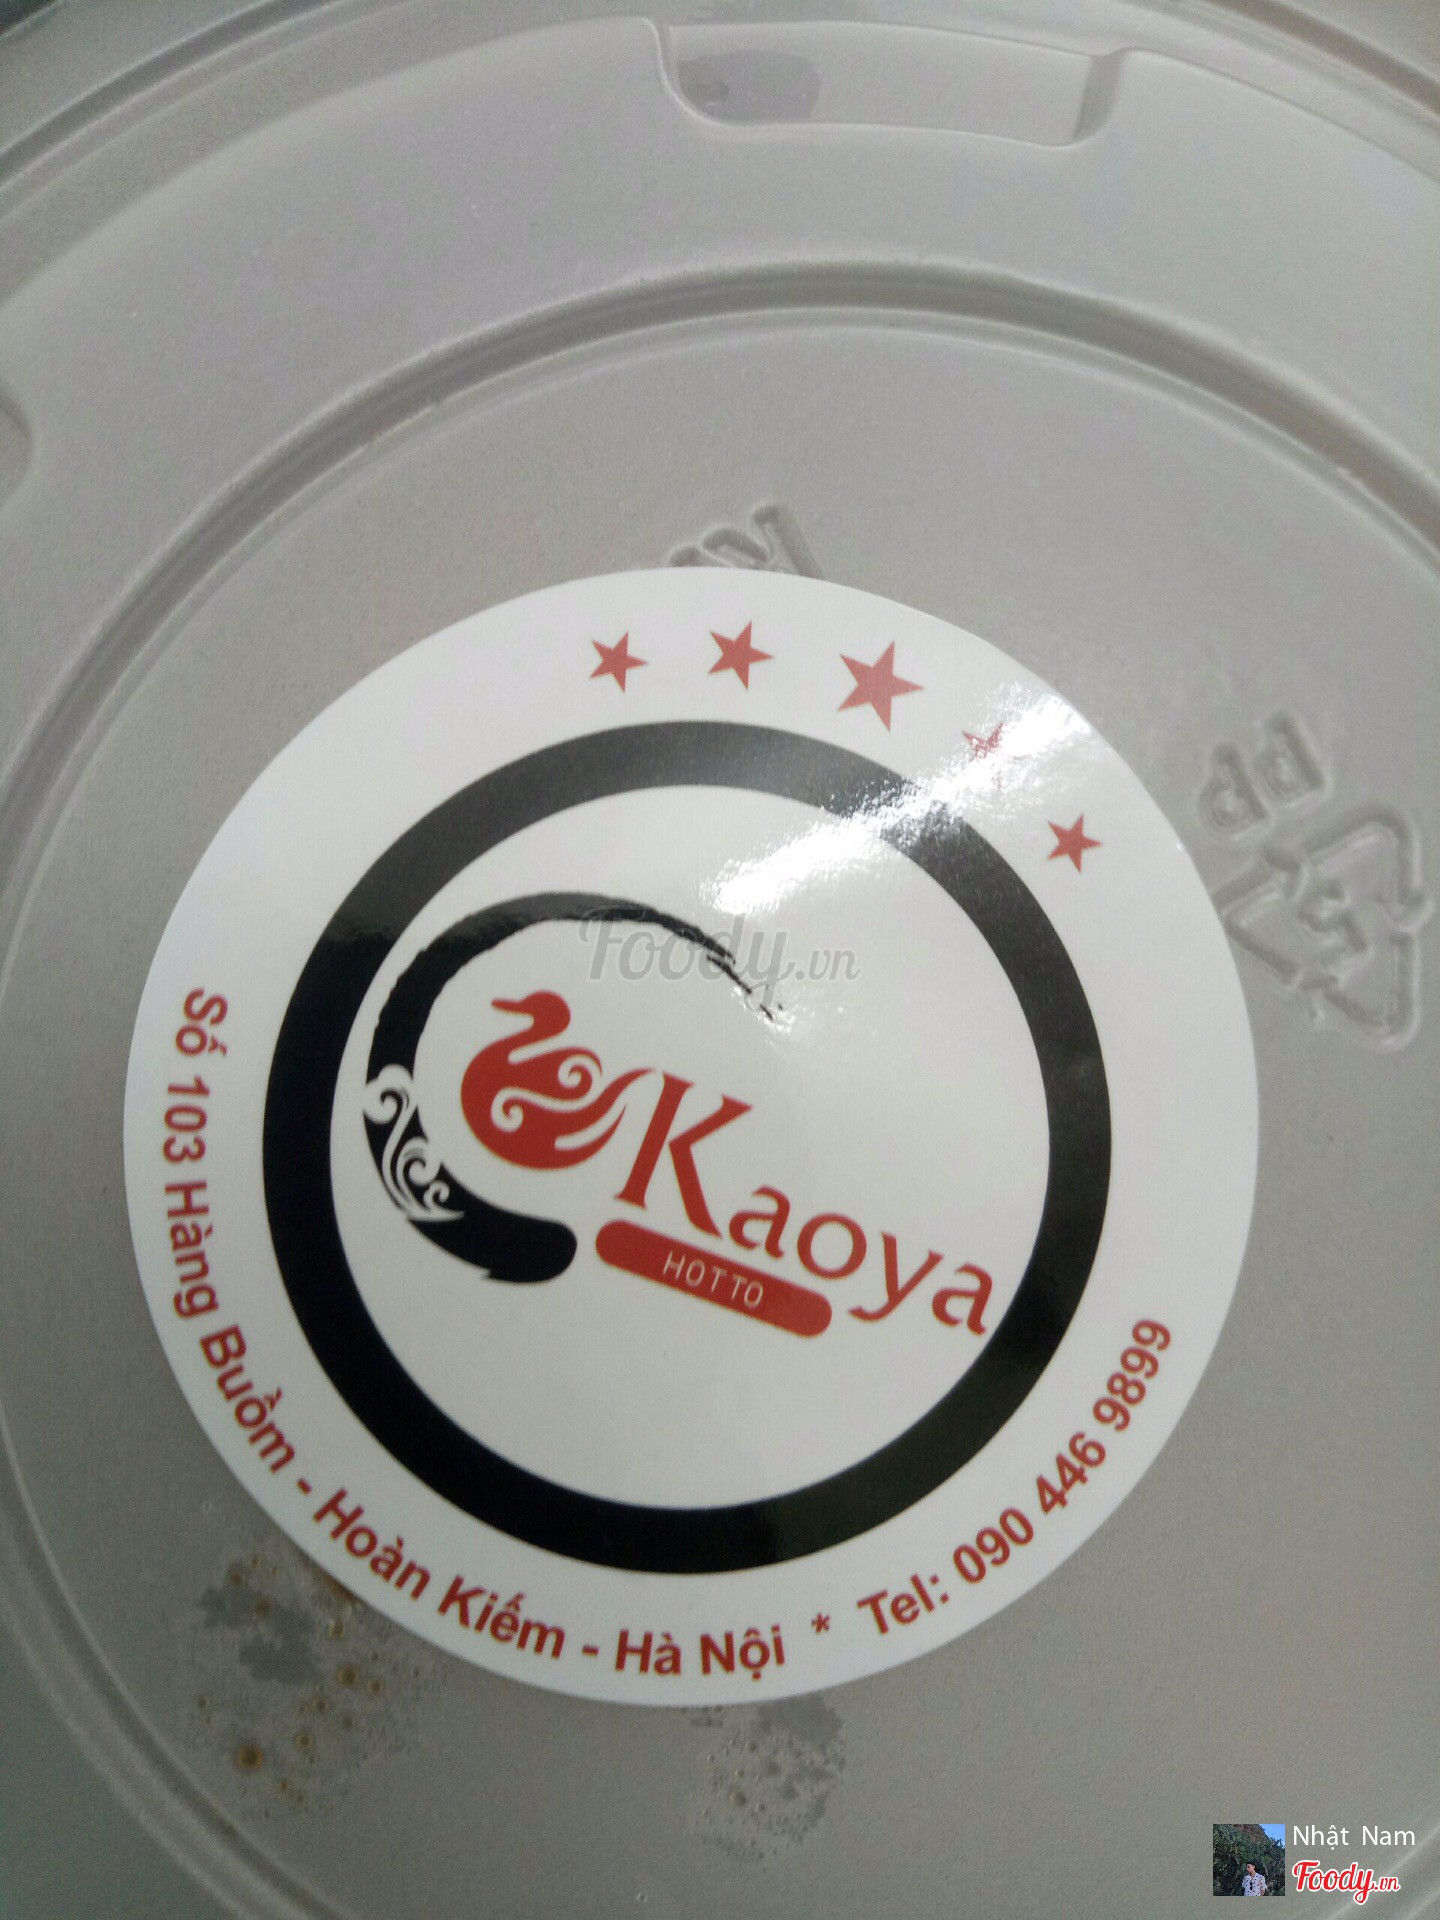 Foody.vn
Kaoya
HOTTO
Số 103 Hàng Buồm - Hoàn Kiếm - Hà Nội * Tel: 090 446 9899
PP
5
Nhật Nam
Foody.vn